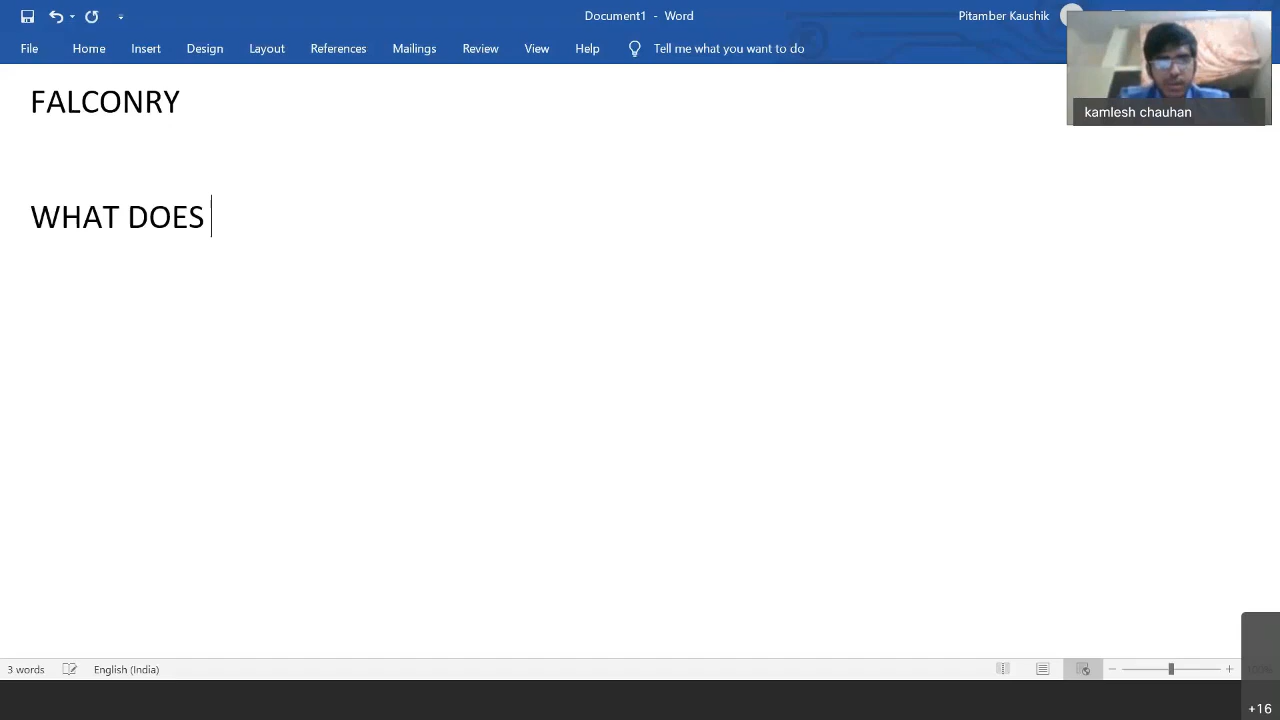 Document1 - Word
Pitamber Kaushik
File Home Insert Design Layout References Mailings Review View Help Tell me what you want to do
kamlesh chauhan
FALCONRY
WHAT DOES
3 words English (India)
+16